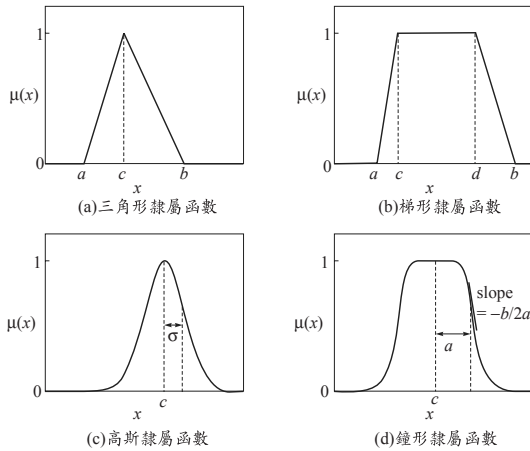 1
μ(x)
0
a c b
x
(a)三角形隸屬函數
1
μ(x)
0
a c d b
x
(b)梯形隸屬函數
1
μ(x)
0
σ
c
x
(c)高斯隸屬函數
1
μ(x)
0
slope
= −b/2a
a
c
x
(d)鐘形隸屬函數